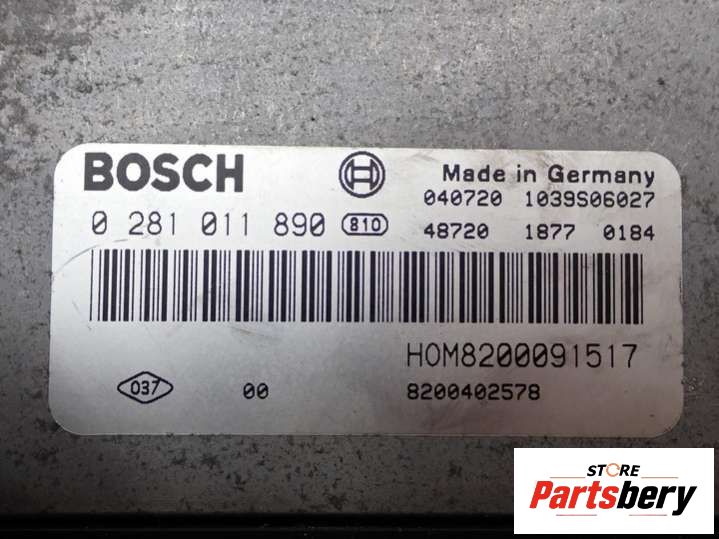 BOSCH
Made in Germany
040720 1039S06027
0 281 011 890 810
48720 1877 0184
HOM8200091517
037 00 8200402578
STORE
Partsbery